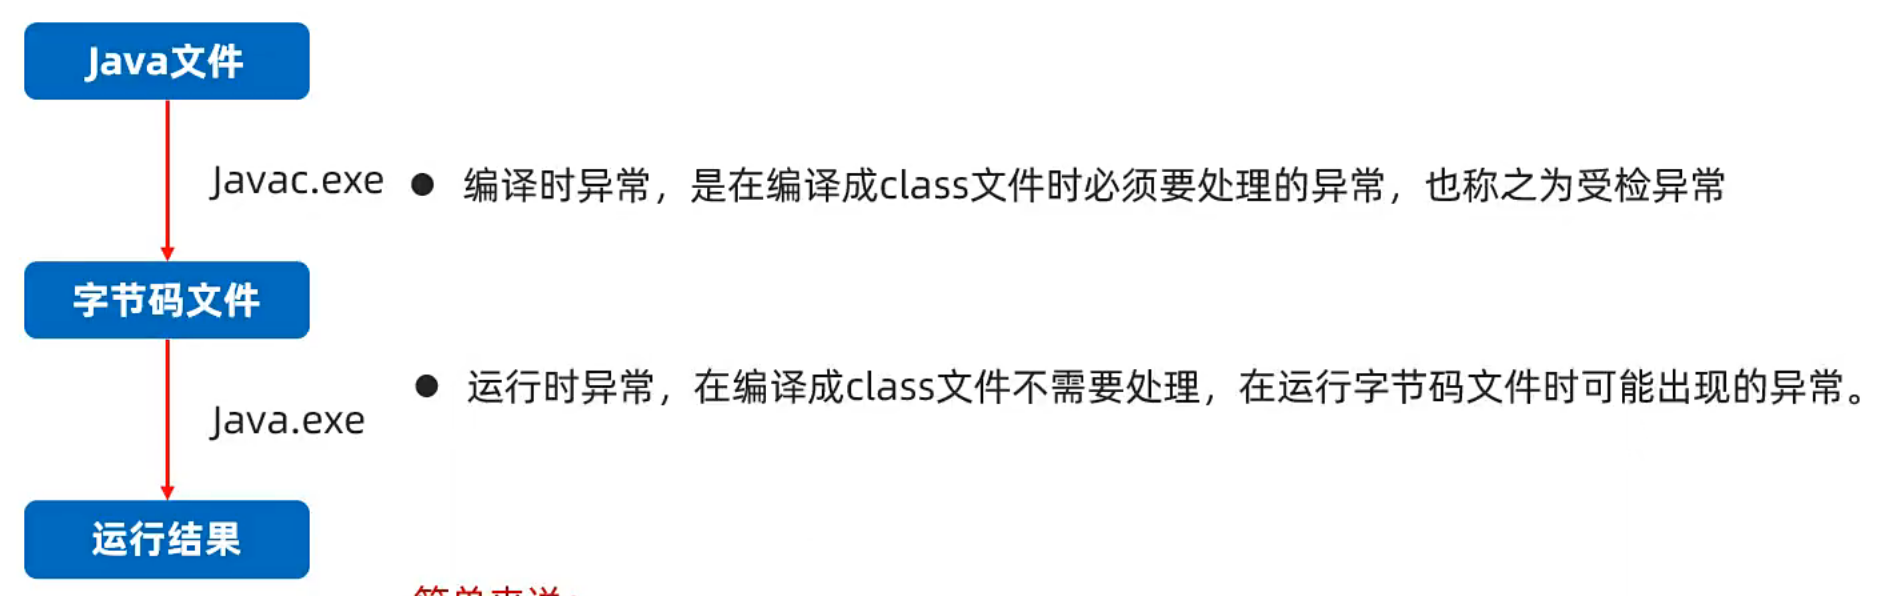 Java文件
Javac.exe
● 编译时异常，是在编译成class文件时必须要处理的异常，也称之为受检异常
字节码文件
● 运行时异常，在编译成class文件不需要处理，在运行字节码文件时可能出现的异常。
Java.exe
运行结果
简单来说：